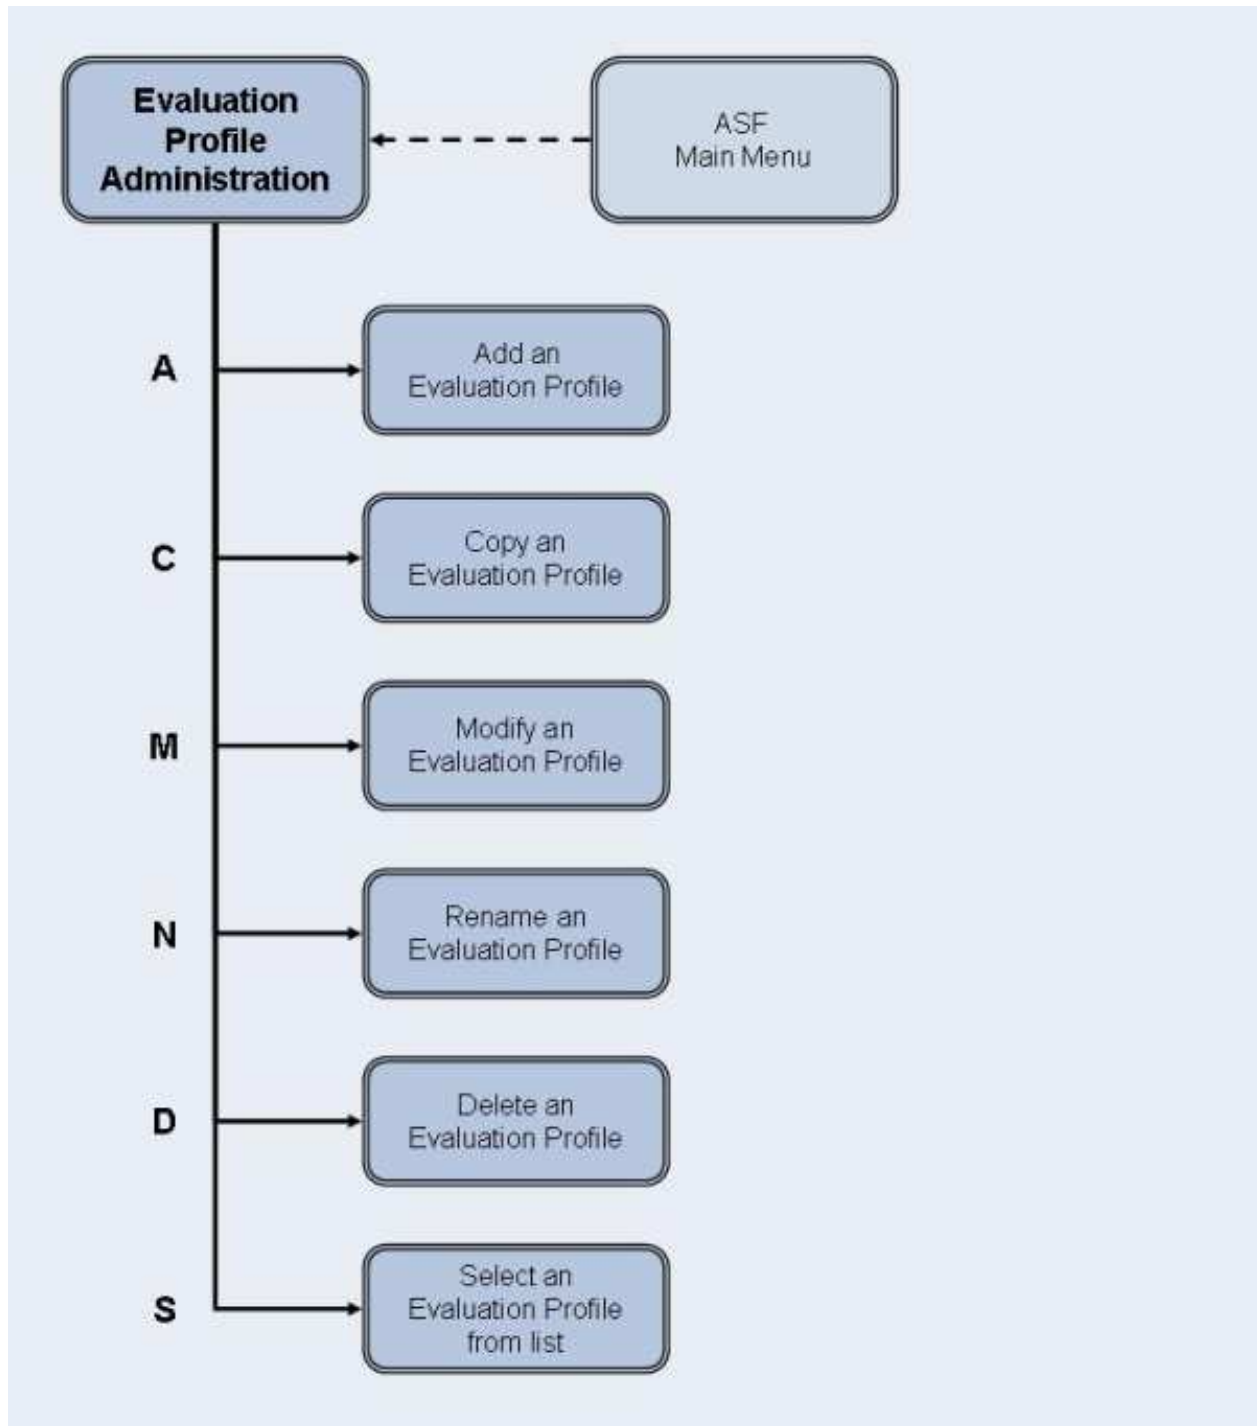 Evaluation
Profile
Administration
ASF
Main Menu
A
Add an
Evaluation Profile
C
Copy an
Evaluation Profile
M
Modify an
Evaluation Profile
N
Rename an
Evaluation Profile
D
Delete an
Evaluation Profile
S
Select an
Evaluation Profile
from list